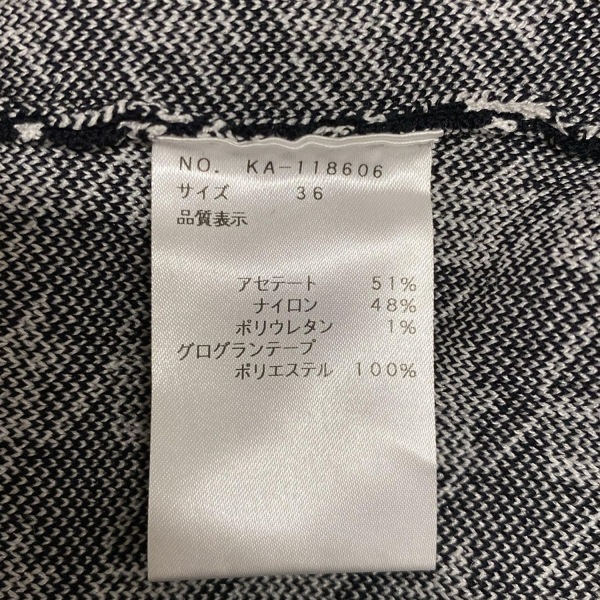 NO. KA-118606
サイズ 36
品質表示
アセテート 51%
ナイロン 48%
ポリウレタン 1%
グログランテープ
ポリエステル 100%